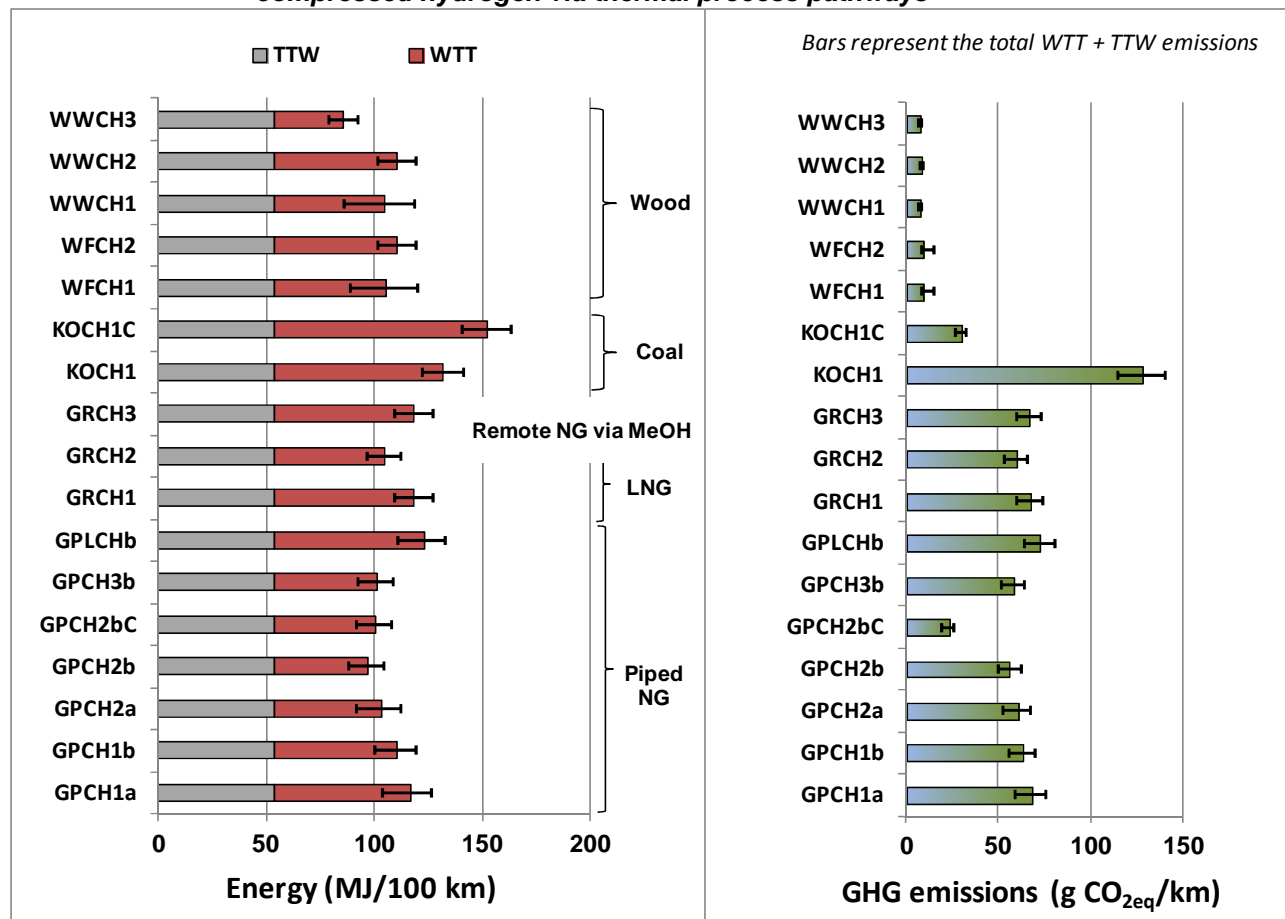 compressed hydrogen via thermal process pathways
TTW WTT
WWCH3
WWCH2
WWCH1
WFCH2
WFCH1
KOCH1C
KOCH1
GRCH3
GRCH2
GRCH1
GPLCHb
GPCH3b
GPCH2bC
GPCH2b
GPCH2a
GPCH1b
GPCH1a
Wood
Coal
Remote NG via MeOH
LNG
Piped
NG
0 50 100 150 200
Energy (MJ/100 km)
Bars represent the total WTT + TTW emissions
WWCH3
WWCH2
WWCH1
WFCH2
WFCH1
KOCH1C
KOCH1
GRCH3
GRCH2
GRCH1
GPLCHb
GPCH3b
GPCH2bC
GPCH2b
GPCH2a
GPCH1b
GPCH1a
0 50 100 150
GHG emissions (g CO2eq/km)